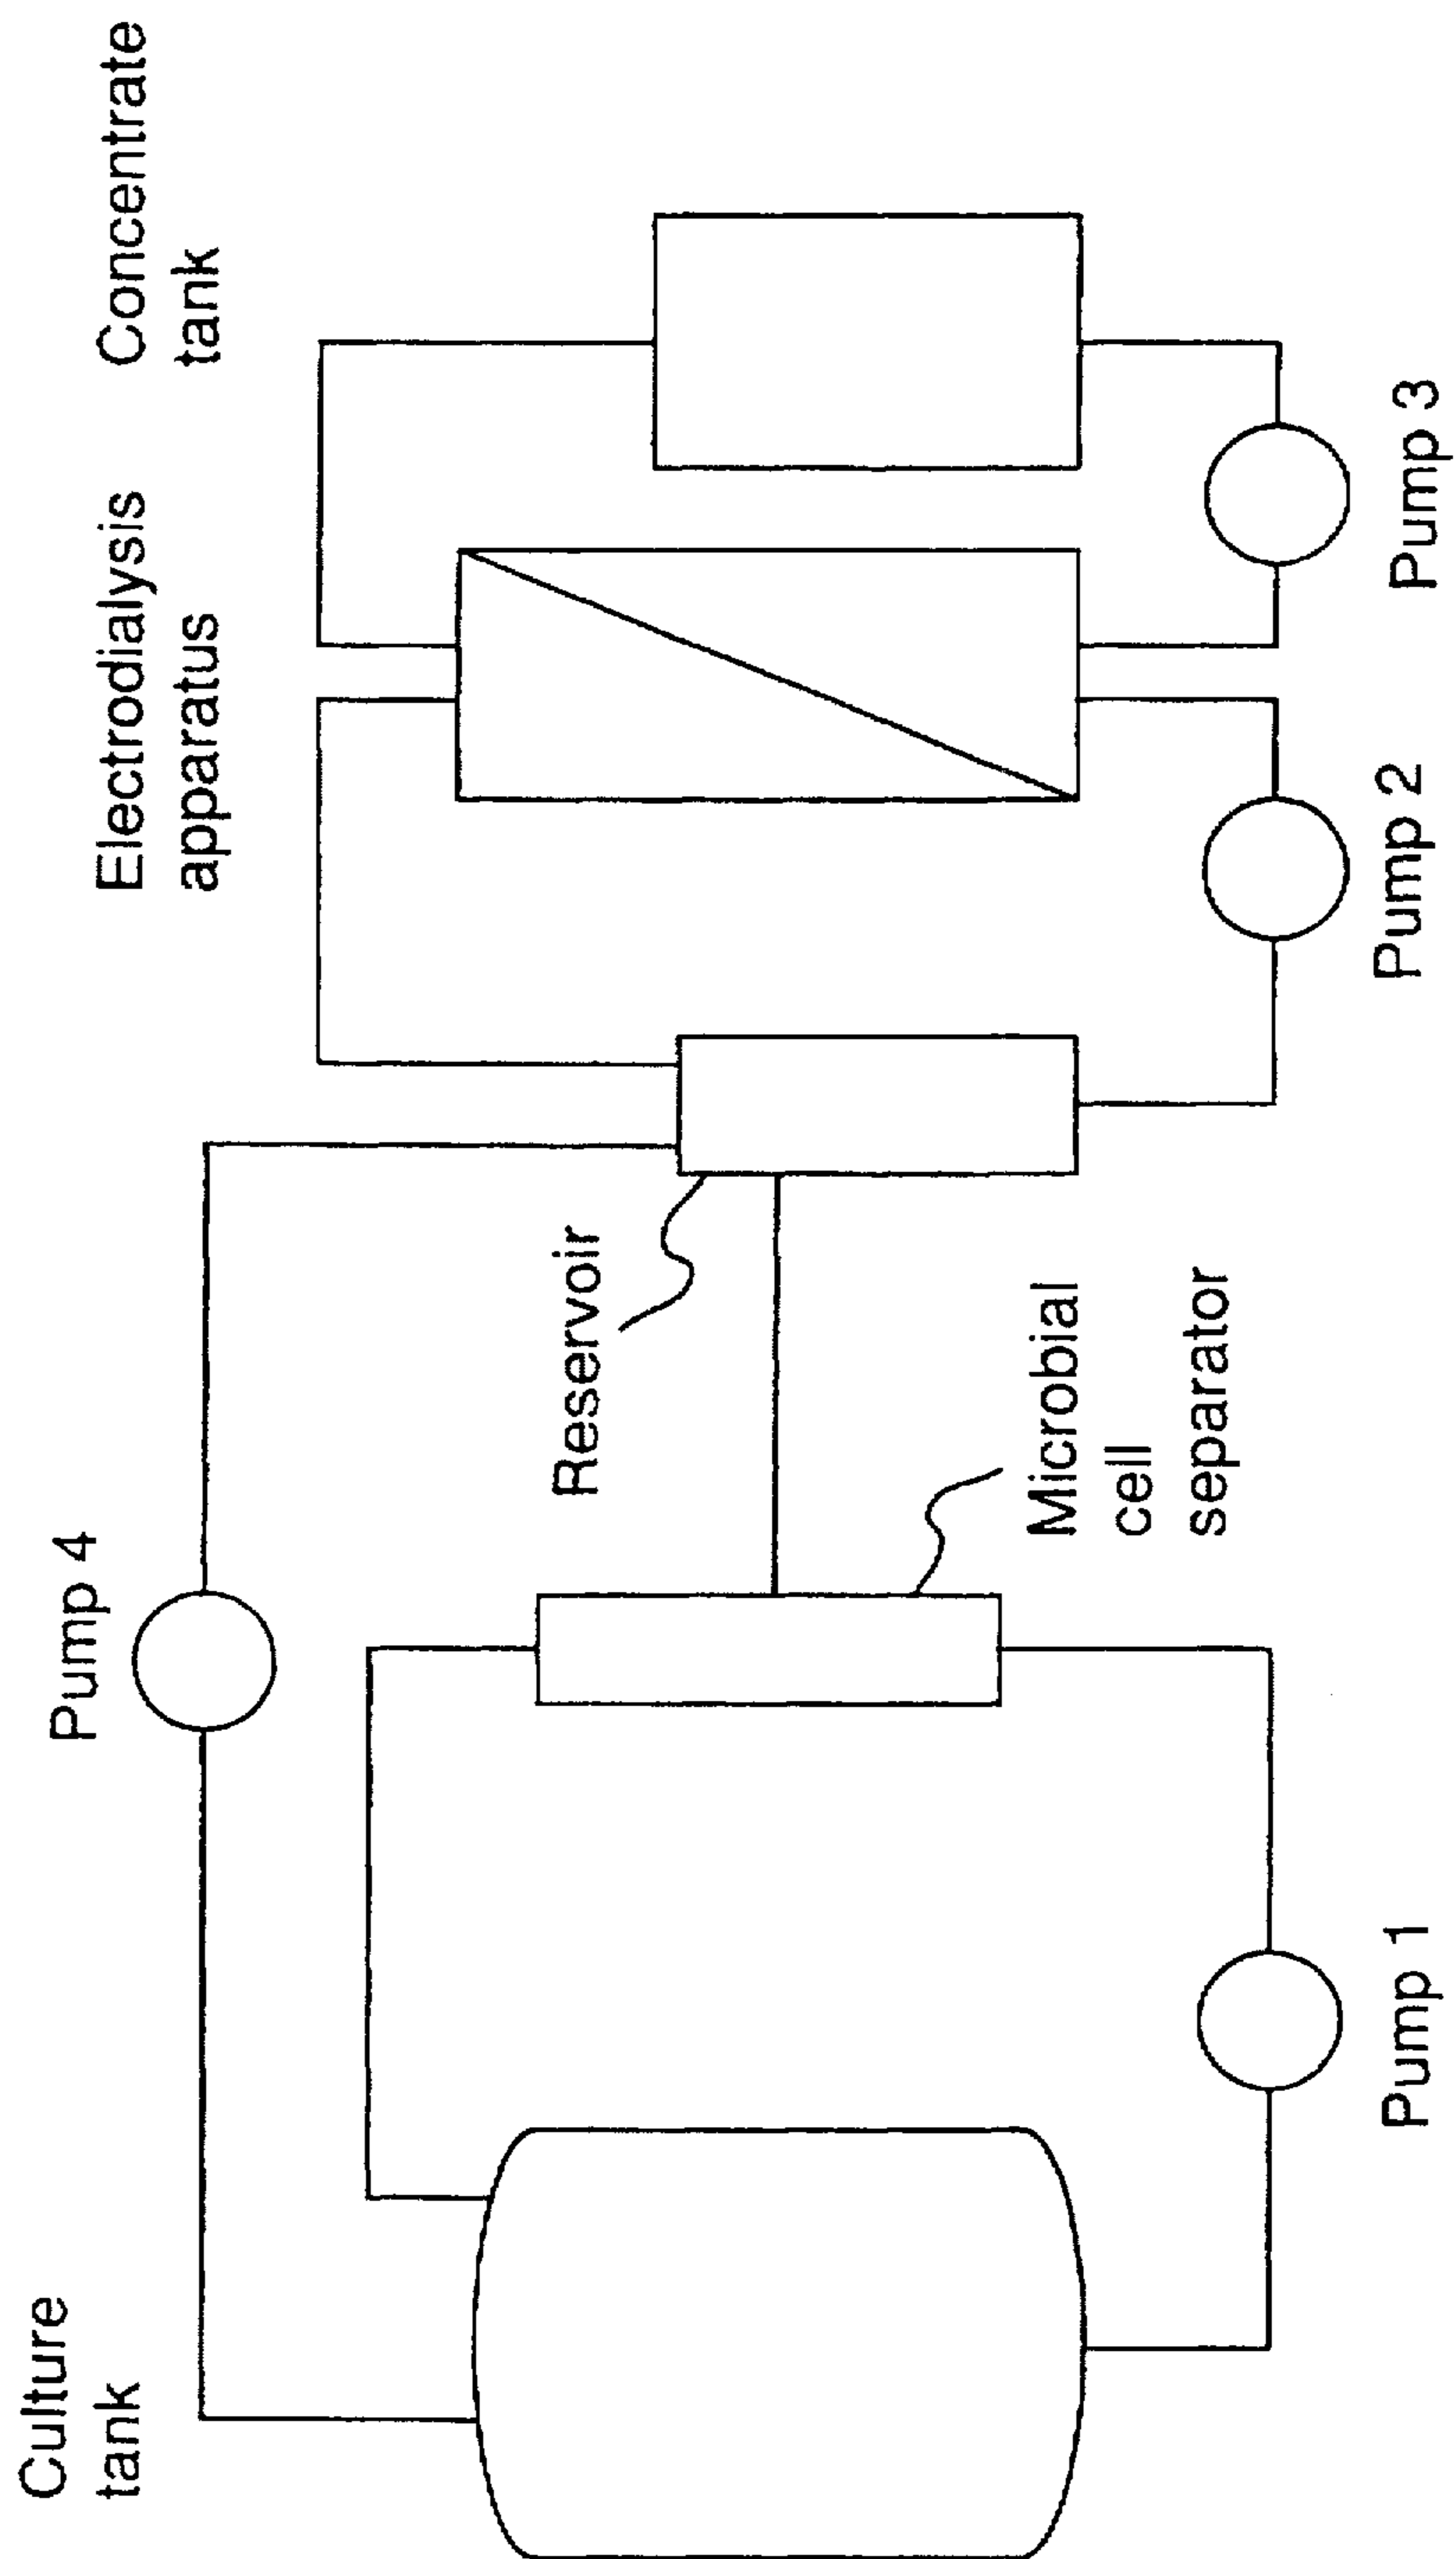 Culture
tank
Pump 4
Electrodialysis
apparatus
Concentrate
tank
Reservoir
Microbial
cell
separator
Pump 1
Pump 2
Pump 3